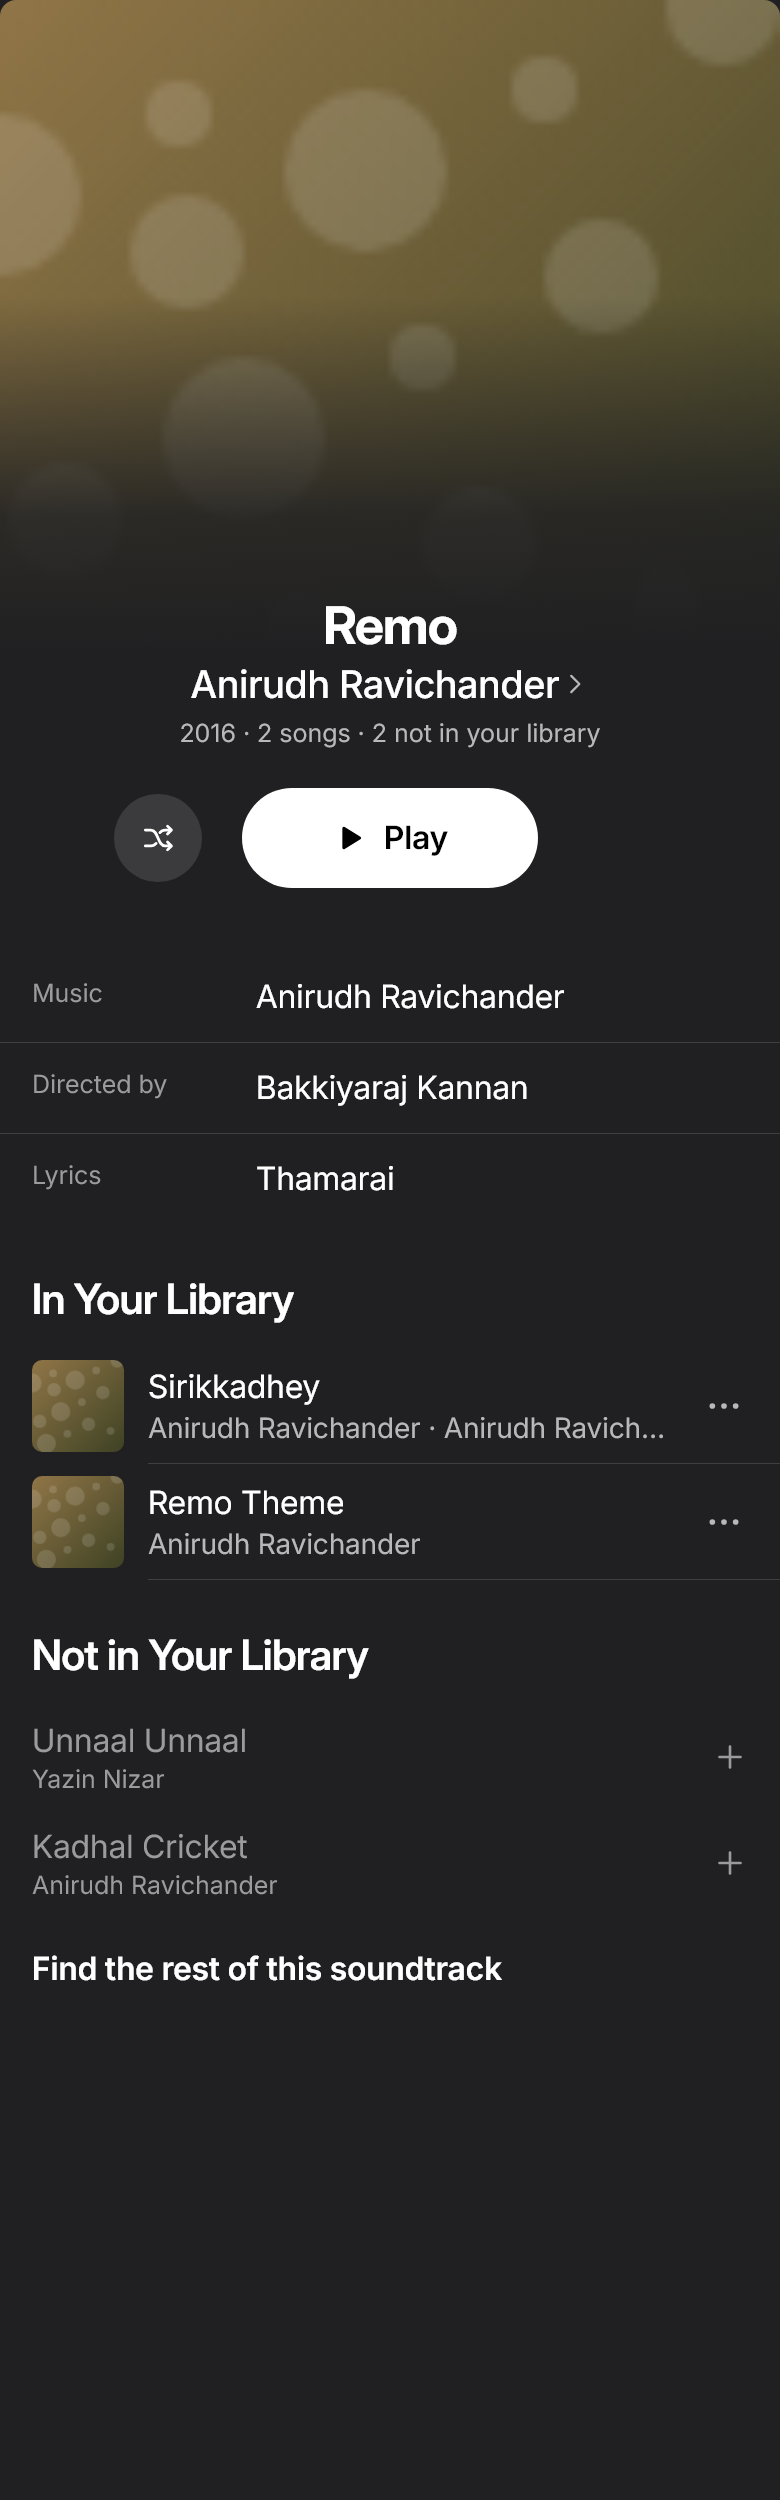 Remo
Anirudh Ravichander
2016 · 2 songs · 2 not in your library
Play
Music
Anirudh Ravichander
Directed by
Bakkiyaraj Kannan
Lyrics
Thamarai
In Your Library
Sirikkadhey
Anirudh Ravichander · Anirudh Ravich...
Remo Theme
Anirudh Ravichander
Not in Your Library
Unnaal Unnaal
Yazin Nizar
Kadhal Cricket
Anirudh Ravichander
Find the rest of this soundtrack